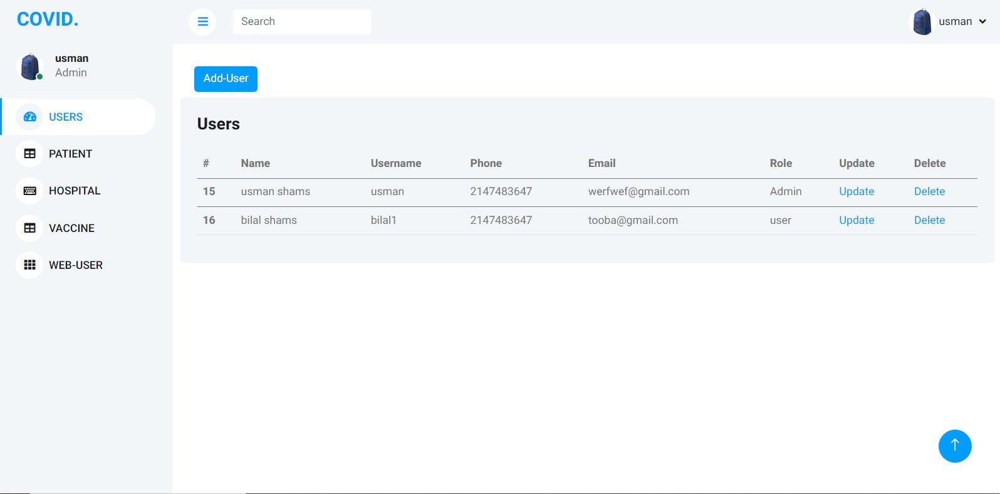 COVID.
Search
usman
usman
Admin
USERS
PATIENT
HOSPITAL
VACCINE
WEB-USER
Add-User
Users
# Name Username Phone Email Role Update Delete
15 usman shams usman 2147483647 werfwef@gmail.com Admin Update Delete
16 bilal shams bilal1 2147483647 tooba@gmail.com user Update Delete